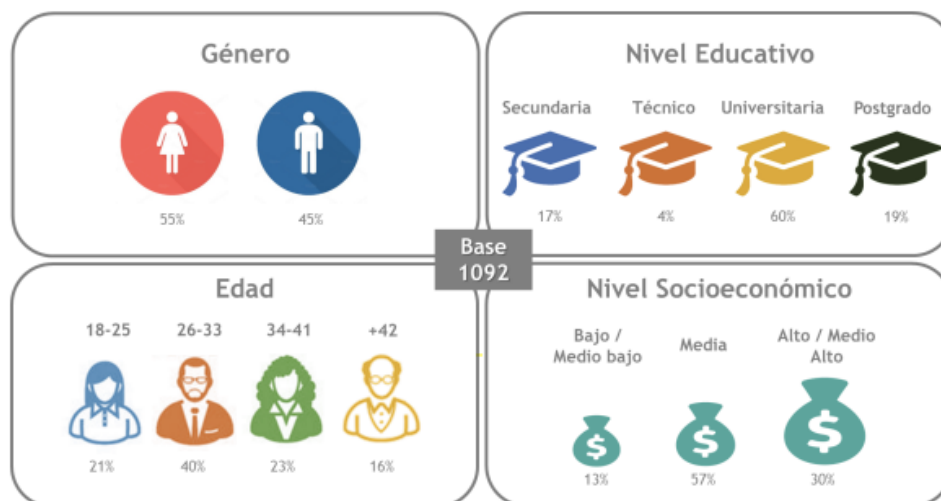 Género
55%
45%
Nivel Educativo
Secundaria
Técnico
Universitaria
Postgrado
17%
4%
60%
19%
Base
1092
Edad
18-25
26-33
34-41
+42
21%
40%
23%
16%
Nivel Socioeconómico
Bajo /
Medio bajo
Media
Alto / Medio
Alto
$
$
$
13%
57%
30%